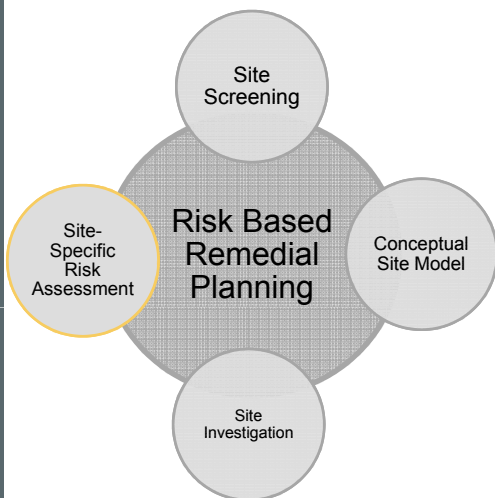 Site
Screening
Risk Based
Remedial
Planning
Site-
Specific
Risk
Assessment
Conceptual
Site Model
Site
Investigation